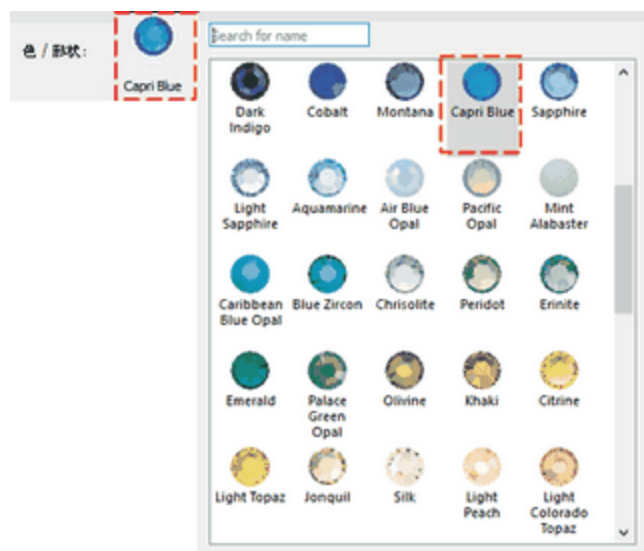 色 / 形状:
Capri Blue
Search for name
Dark Indigo
Cobalt
Montana
Capri Blue
Sapphire
Light Sapphire
Aquamarine
Air Blue Opal
Pacific Opal
Mint Alabaster
Caribbean Blue Opal
Blue Zircon
Chrisolite
Peridot
Erinite
Emerald
Palace Green Opal
Olivine
Khaki
Citrine
Light Topaz
Jonquil
Silk
Light Peach
Light Colorado Topaz